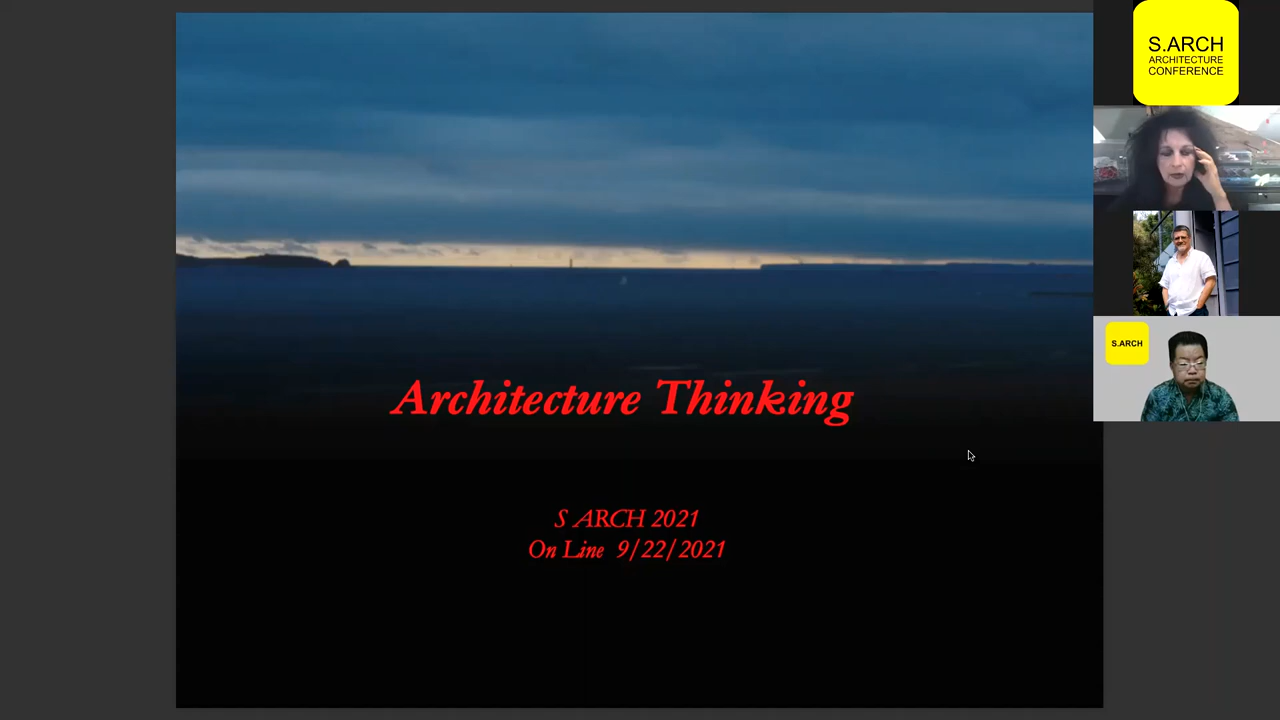 Architecture Thinking
S ARCH 2021
On Line 9/22/2021
S.ARCH
ARCHITECTURE
CONFERENCE
S.ARCH